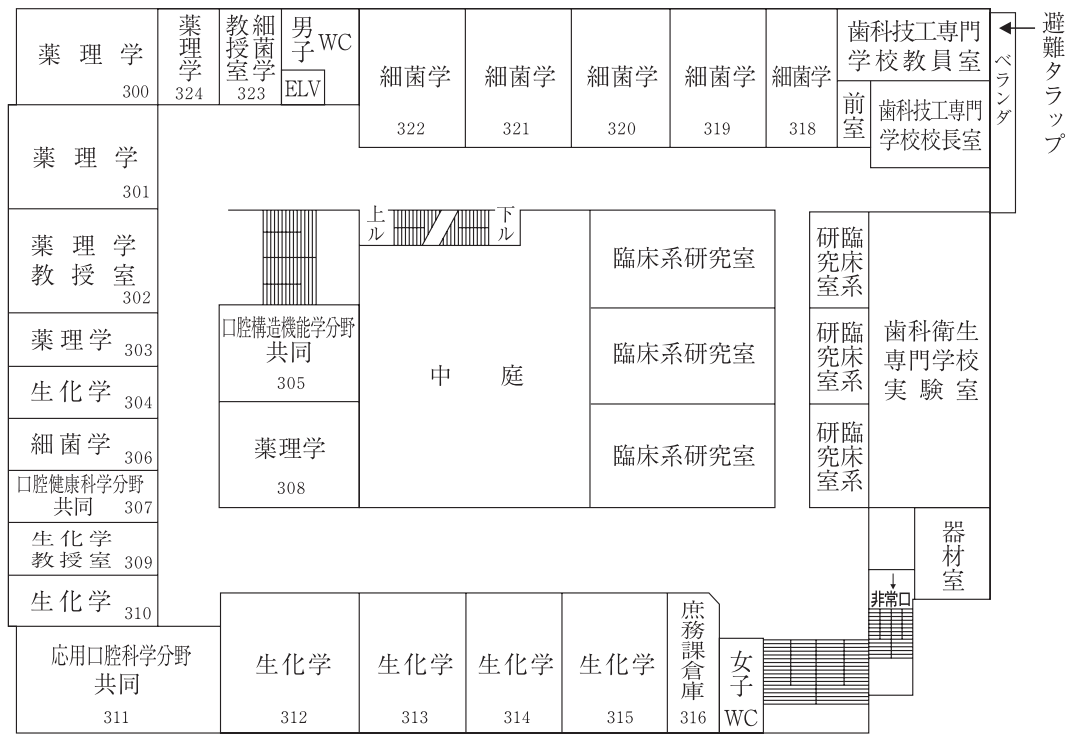 薬理学
300
薬理学
324
細菌学
教授室
323
男子
WC
ELV
細菌学
322
細菌学
321
細菌学
320
細菌学
319
細菌学
318
歯科技工専門
学校教員室
前室
歯科技工専門
学校校長室
ベランダ
避難タラップ
薬理学
301
薬理学
教授室
302
薬理学
303
生化学
304
細菌学
306
口腔健康科学分野
共同
307
生化学
教授室
309
生化学
310
応用口腔科学分野
共同
311
上ル
下ル
口腔構造機能学分野
共同
305
薬理学
308
中庭
臨床系研究室
臨床系研究室
臨床系研究室
臨床系
研究室
臨床系
研究室
臨床系
研究室
歯科衛生
専門学校
実験室
器材室
↓
非常口
生化学
312
生化学
313
生化学
314
生化学
315
庶務課倉庫
316
女子
WC